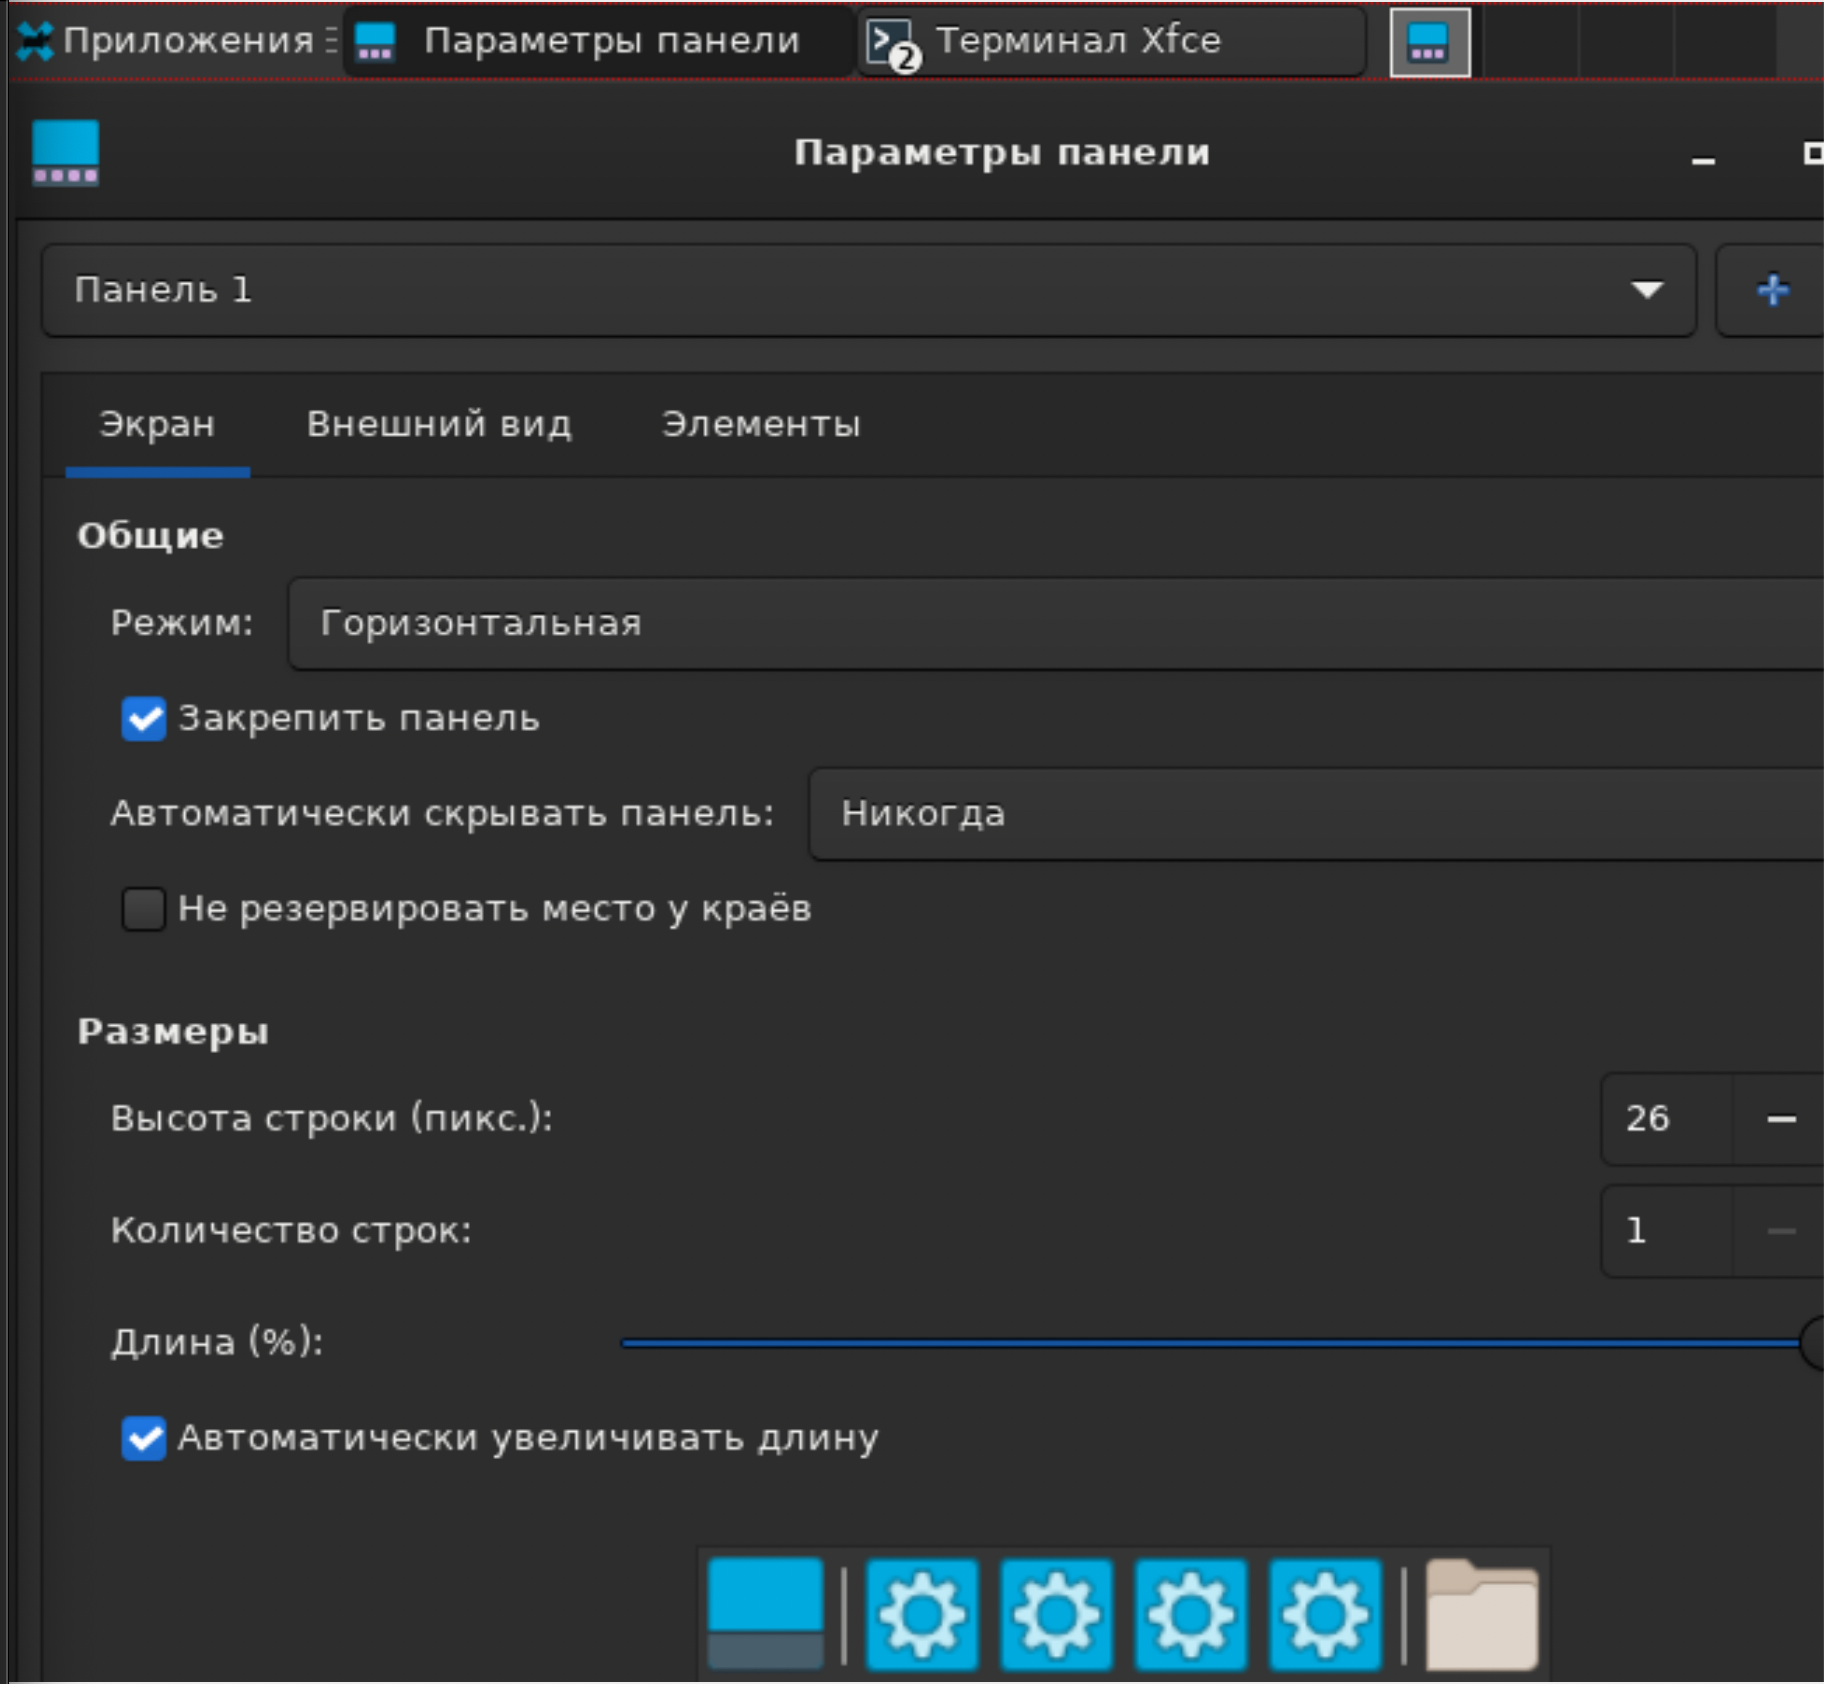 Приложения Параметры панели 2 Терминал Xfce
Параметры панели
Панель 1
Экран Внешний вид Элементы
Общие
Режим: Горизонтальная
Закрепить панель
Автоматически скрывать панель: Никогда
Не резервировать место у краёв
Размеры
Высота строки (пикс.): 26
Количество строк: 1
Длина (%):
Автоматически увеличивать длину